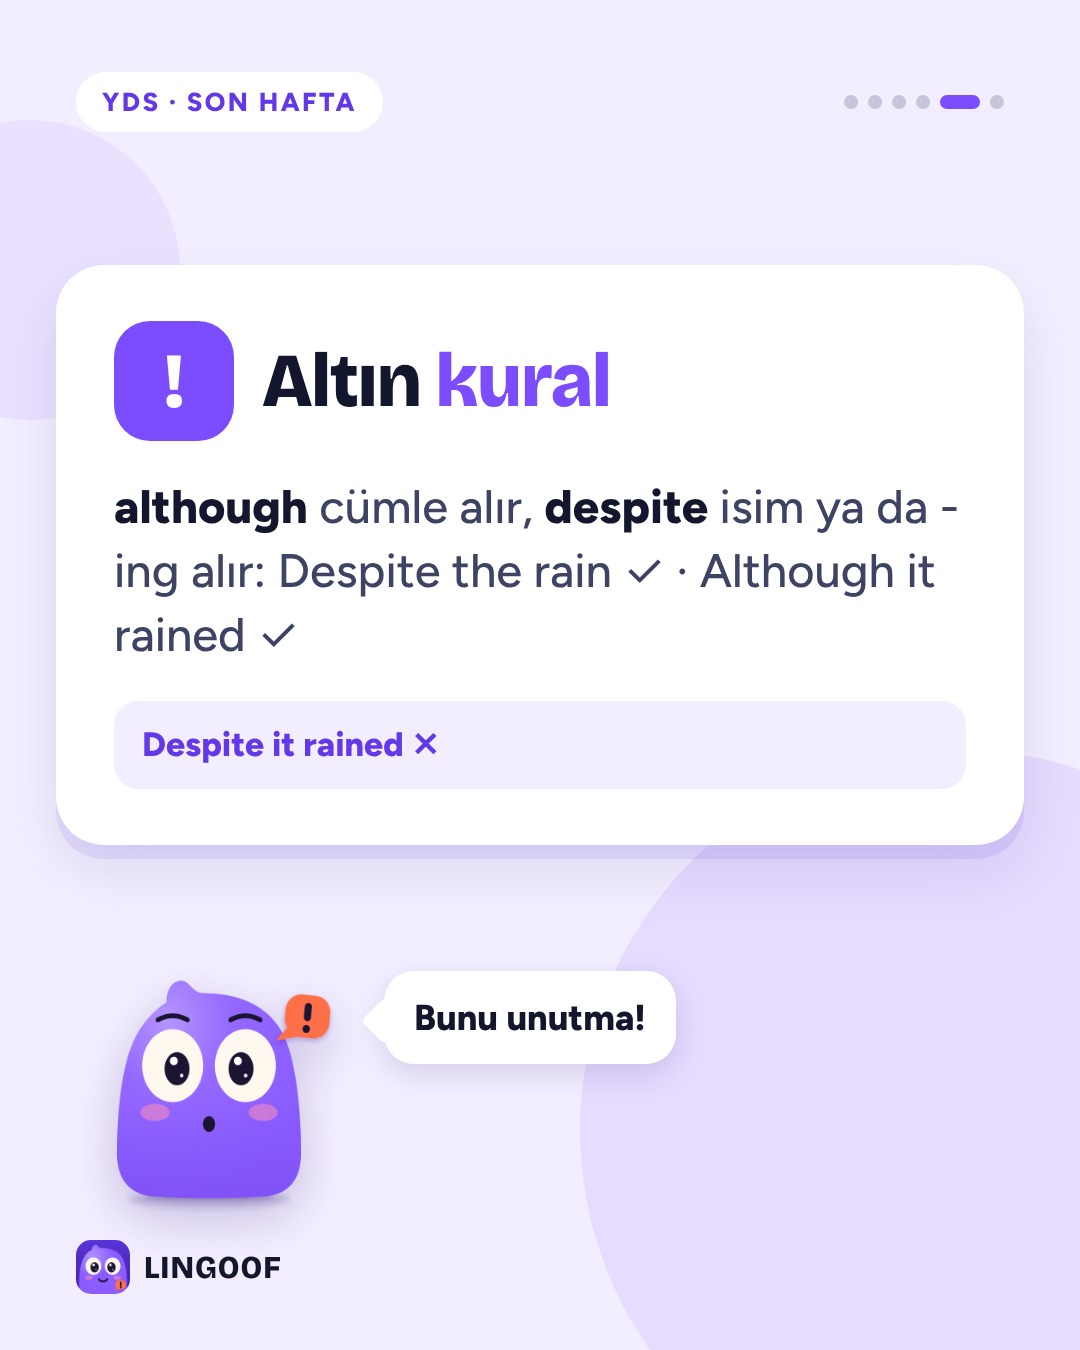 YDS · SON HAFTA
! Altın kural
although cümle alır, despite isim ya da -
ing alır: Despite the rain ✓ · Although it
rained ✓
Despite it rained ✕
!
Bunu unutma!
LINGOOF